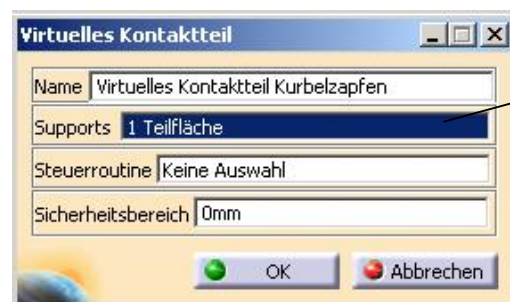 Virtuelles Kontaktteil
Name Virtuelles Kontaktteil Kurbelzapfen
Supports 1 Teilfläche
Steuerroutine Keine Auswahl
Sicherheitsbereich 0mm
OK Abbrechen